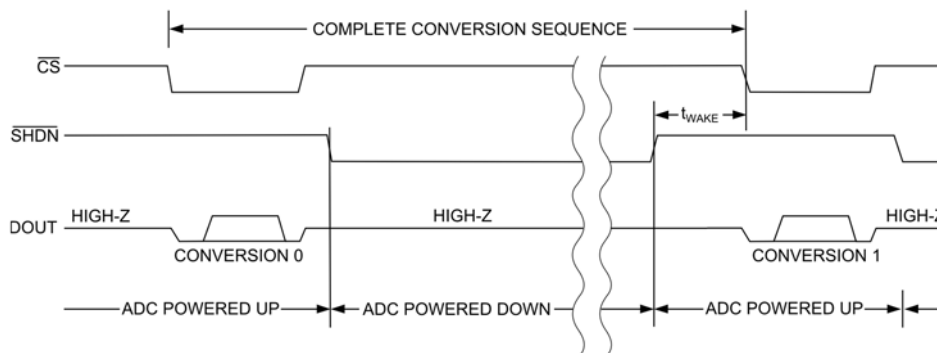 COMPLETE CONVERSION SEQUENCE
CS
tWAKE
SHDN
HIGH-Z HIGH-Z HIGH-Z
DOUT
CONVERSION 0 CONVERSION 1
ADC POWERED UP ADC POWERED DOWN ADC POWERED UP